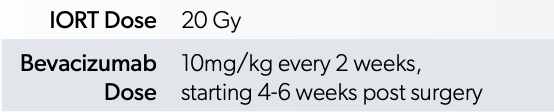 IORT Dose 20 Gy
Bevacizumab 10mg/kg every 2 weeks,
Dose starting 4-6 weeks post surgery